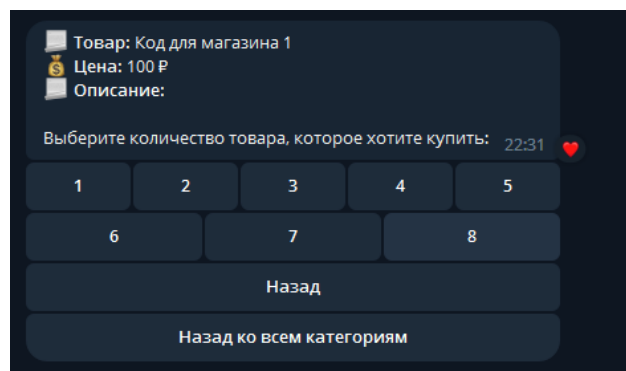 Товар: Код для магазина 1
Цена: 100 ₽
Описание:
Выберите количество товара, которое хотите купить: 22:31
1 2 3 4 5
6 7 8
Назад
Назад ко всем категориям